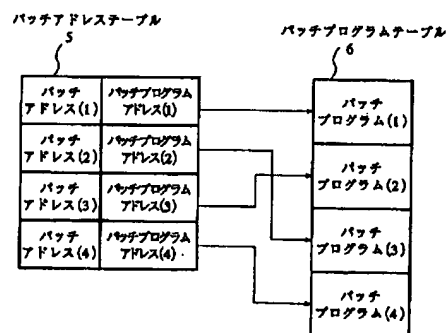 パッチアドレステーブル
5
パッチ
アドレス(1)
パッチプログラム
アドレス(1)
パッチ
アドレス(2)
パッチプログラム
アドレス(2)
パッチ
アドレス(3)
パッチプログラム
アドレス(3)
パッチ
アドレス(4)
パッチプログラム
アドレス(4)
パッチプログラムテーブル
6
パッチ
プログラム(1)
パッチ
プログラム(2)
パッチ
プログラム(3)
パッチ
プログラム(4)